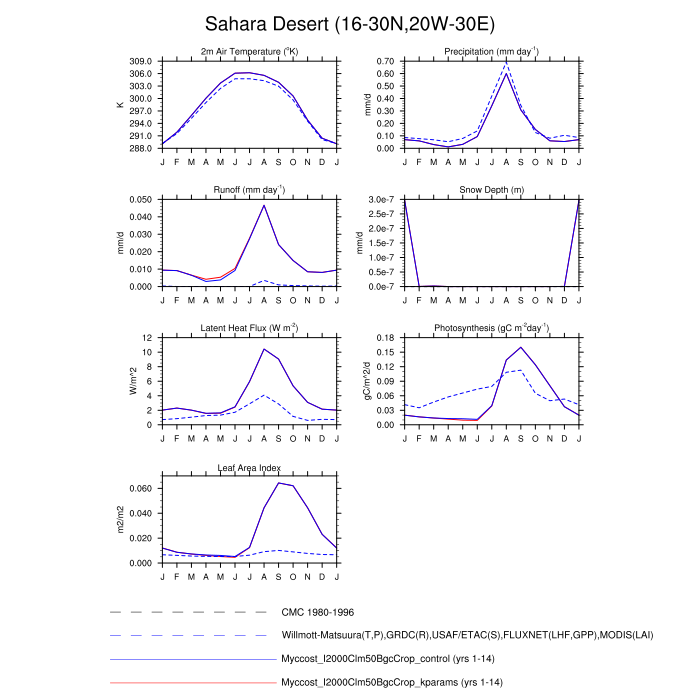 Sahara Desert (16-30N,20W-30E)
2m Air Temperature (°K)
309.0
306.0
303.0
300.0
297.0
294.0
291.0
288.0
K
J F M A M J J A S O N D J
Precipitation (mm day⁻¹)
0.70
0.60
0.50
0.40
0.30
0.20
0.10
0.00
mm/d
J F M A M J J A S O N D J
Runoff (mm day⁻¹)
0.050
0.040
0.030
0.020
0.010
0.000
mm/d
J F M A M J J A S O N D J
Snow Depth (m)
3.0e-7
2.5e-7
2.0e-7
1.5e-7
1.0e-7
5.0e-7
0.0e-7
mm/d
J F M A M J J A S O N D J
Latent Heat Flux (W m⁻²)
12
10
8
6
4
2
0
W/m^2
J F M A M J J A S O N D J
Photosynthesis (gC m⁻²day⁻¹)
0.18
0.15
0.12
0.09
0.06
0.03
0.00
gC/m^2/d
J F M A M J J A S O N D J
Leaf Area Index
0.060
0.040
0.020
0.000
m2/m2
J F M A M J J A S O N D J
CMC 1980-1996
Willmott-Matsuura(T,P),GRDC(R),USAF/ETAC(S),FLUXNET(LHF,GPP),MODIS(LAI)
Myccost_I2000Clm50BgcCrop_control (yrs 1-14)
Myccost_I2000Clm50BgcCrop_kparams (yrs 1-14)